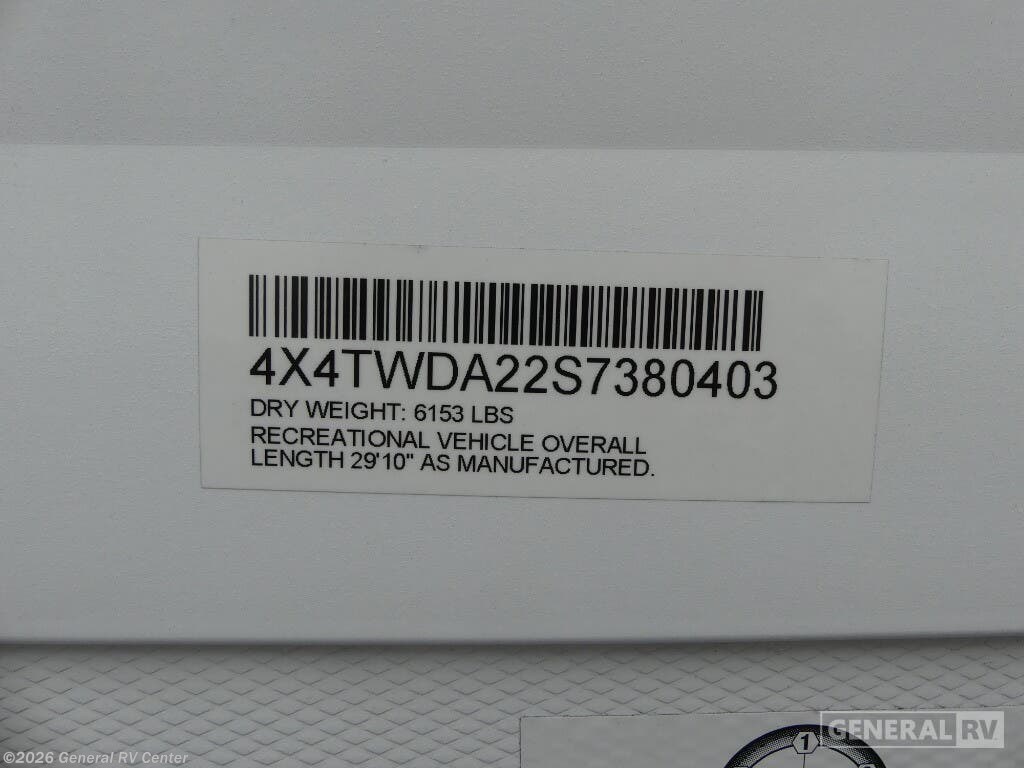 4X4TWDA22S7380403
DRY WEIGHT: 6153 LBS
RECREATIONAL VEHICLE OVERALL
LENGTH 29'10" AS MANUFACTURED.
1
GENERAL RV
©2026 General RV Center